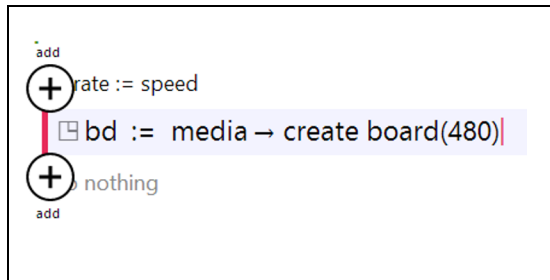 add
rate := speed
bd := media → create board(480)
nothing
add